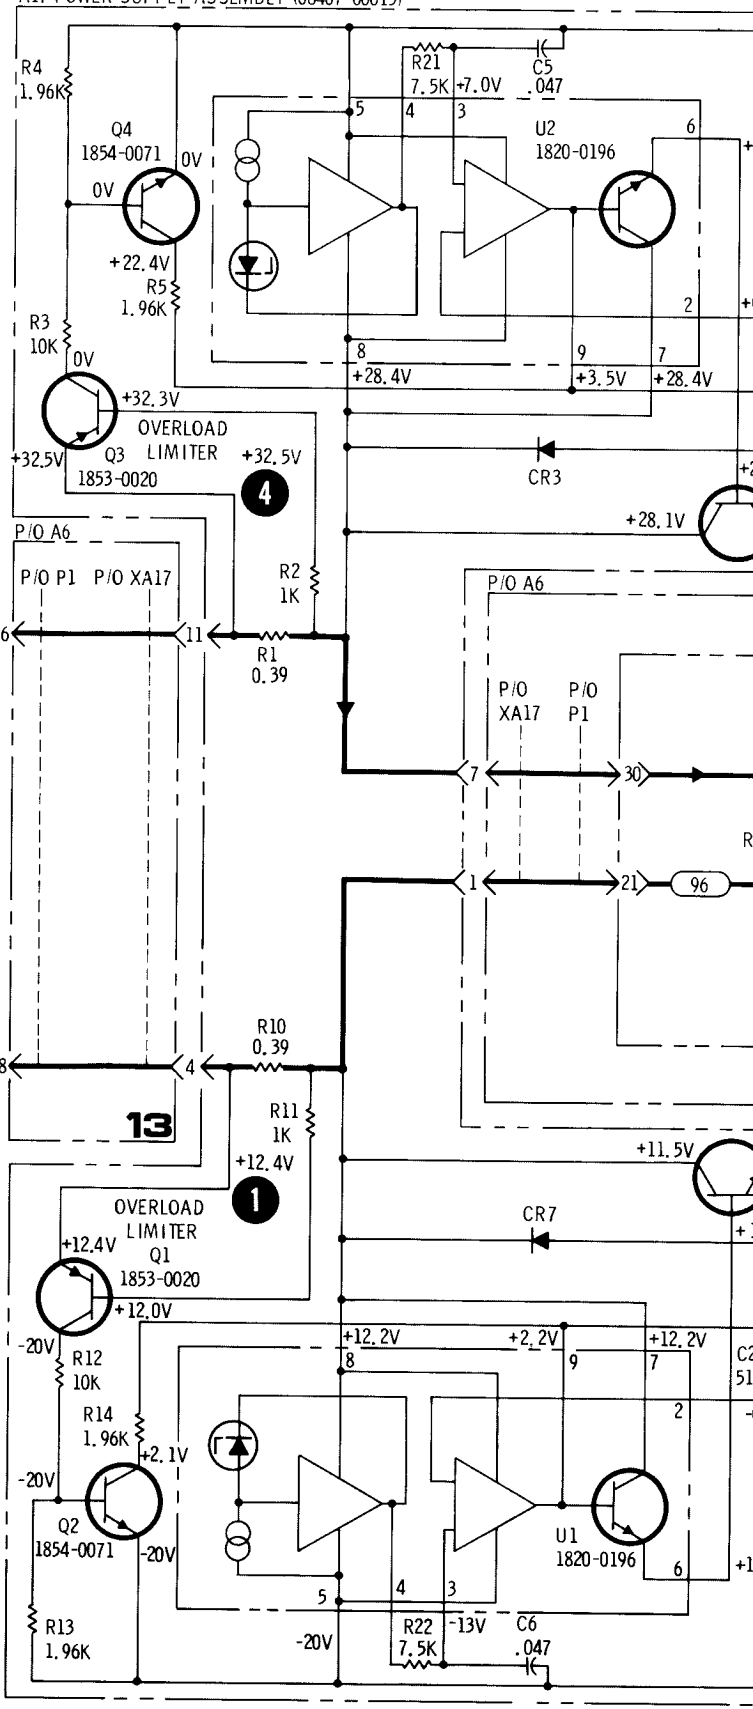 A17 POWER SUPPLY ASSEMBLY (08407-60015)
R4
1.96K
Q4
1854-0071
0V
0V
+22.4V
R5
1.96K
R3
10K
0V
+32.3V
OVERLOAD
LIMITER
+32.5V
Q3
1853-0020
+32.5V
4
R21
7.5K
+7.0V
C5
.047
5
4
3
U2
1820-0196
6
2
8
+28.4V
9
+3.5V
7
+28.4V
CR3
+28.1V
P/O A6
P/O P1
P/O XA17
R2
1K
6
11
R1
0.39
P/O A6
P/O
XA17
P/O
P1
7
30
R
1
21
96
R10
0.39
8
4
13
R11
1K
+12.4V
1
OVERLOAD
LIMITER
Q1
1853-0020
+12.4V
+12.0V
-20V
R12
10K
R14
1.96K
+2.1V
-20V
Q2
1854-0071
-20V
R13
1.96K
+11.5V
CR7
+12.2V
8
+2.2V
9
+12.2V
7
C2
51
2
U1
1820-0196
6
5
4
3
-20V
R22
7.5K
-13V
C6
.047